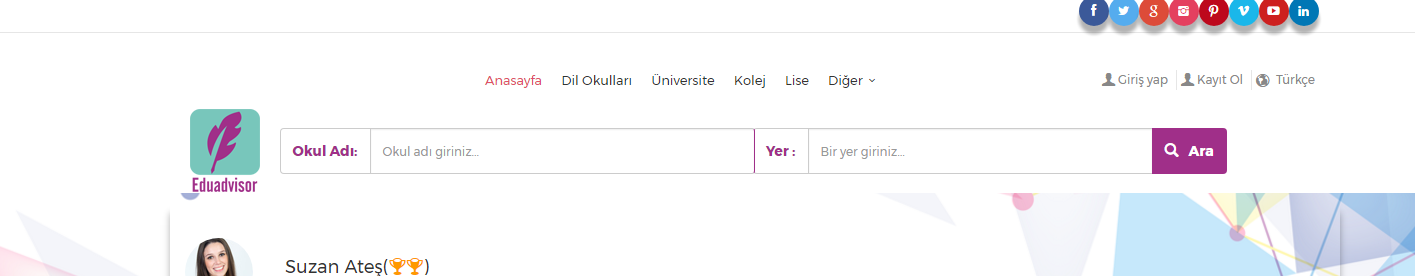 Anasayfa Dil Okulları Üniversite Kolej Lise Diğer
Giriş yap Kayıt Ol Türkçe
Eduadvisor
Okul Adı: Okul adı giriniz... Yer : Bir yer giriniz... Ara
Suzan Ateş(🏆🏆)